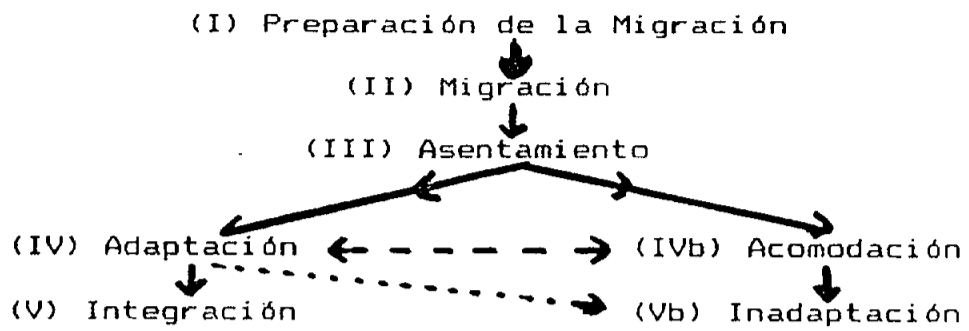 (I) Preparación de la Migración
(II) Migración
(III) Asentamiento
(IV) Adaptación (IVb) Acomodación
(V) Integración (Vb) Inadaptación